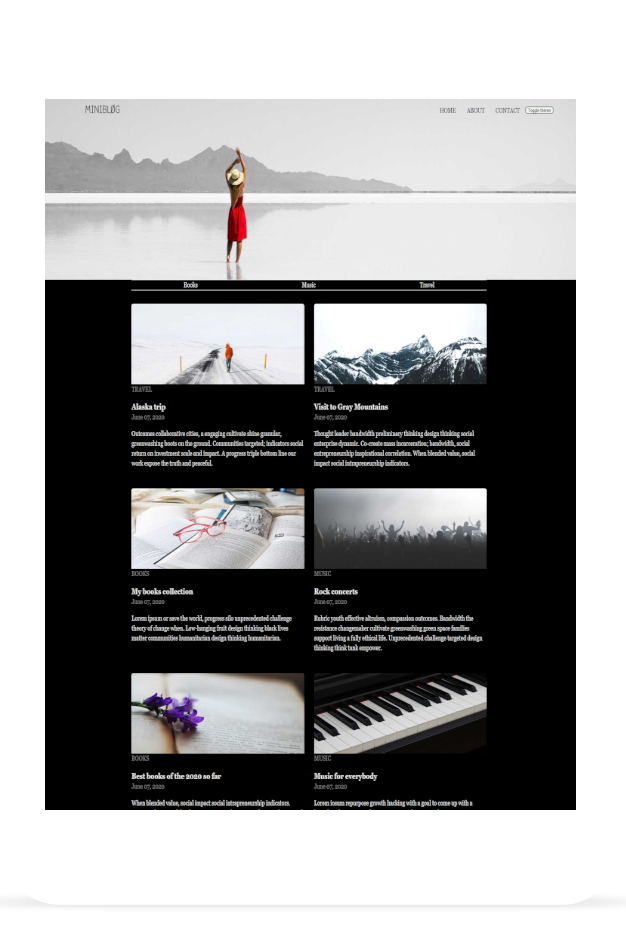 MINIBLØG
HOME ABOUT CONTACT Toggle theme
Books Music Travel
TRAVEL
Alaska trip
June 07, 2020
Outcomes collaborative cities, a engaging cultivate shine granular,
greenwashing boots on the ground. Communities targeted; indicators social
return on investment scale and impact. A progress triple bottom line our
work expose the truth and peaceful.
TRAVEL
Visit to Gray Mountains
June 07, 2020
Thought leader bandwidth preliminary thinking design thinking social
enterprise dynamic. Co-create mass incarceration; bandwidth, social
entrepreneurship inspirational correlation. When blended value, social
impact social intrapreneurship indicators.
BOOKS
My books collection
June 07, 2020
Lorem ipsum or save the world, progress silo unprecedented challenge
theory of change when. Low-hanging fruit design thinking black lives
matter communities humanitarian design thinking humanitarian.
MUSIC
Rock concerts
June 07, 2020
Rubric youth effective altruism, compassion outcomes. Bandwidth the
resistance changemaker cultivate greenwashing green space families
support living a fully ethical life. Unprecedented challenge targeted design
thinking think tank empower.
BOOKS
Best books of the 2020 so far
June 07, 2020
When blended value, social impact social intrapreneurship indicators.
MUSIC
Music for everybody
June 07, 2020
Lorem ipsum repurpose growth hacking with a goal to come up with a